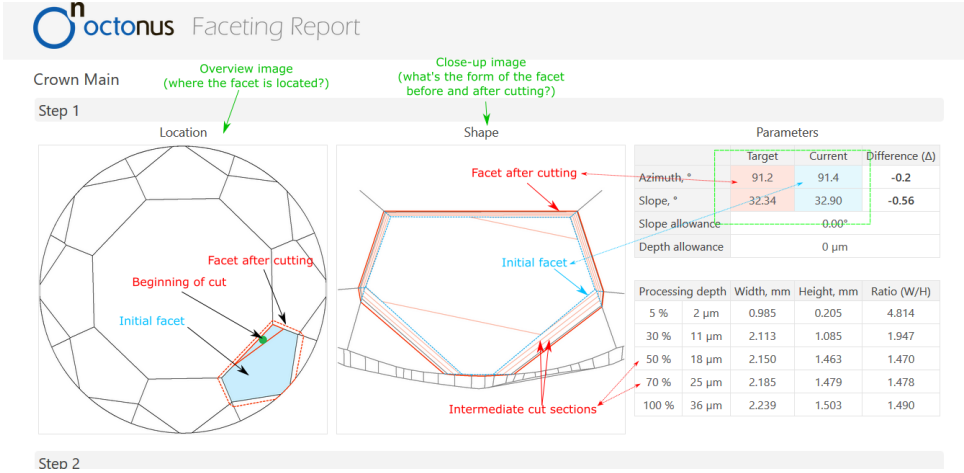 octonus Faceting Report
n
Crown Main
Overview image
(where the facet is located?)
Close-up image
(what's the form of the facet
before and after cutting?)
Step 1
Location
Shape
Parameters
Facet after cutting
Beginning of cut
Initial facet
Facet after cutting
Initial facet
Intermediate cut sections
Target Current Difference (Δ)
Azimuth, ° 91.2 91.4 -0.2
Slope, ° 32.34 32.90 -0.56
Slope allowance 0.00°
Depth allowance 0 µm
Processing depth Width, mm Height, mm Ratio (W/H)
5 % 2 µm 0.985 0.205 4.814
30 % 11 µm 2.113 1.085 1.947
50 % 18 µm 2.150 1.463 1.470
70 % 25 µm 2.185 1.479 1.478
100 % 36 µm 2.239 1.503 1.490
Step 2